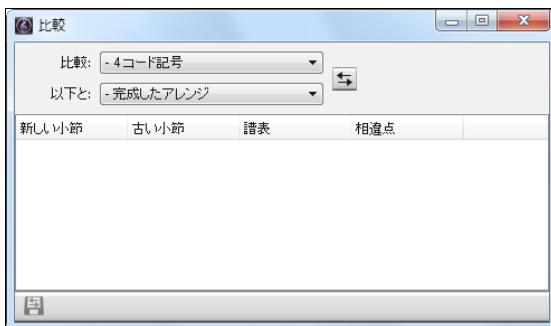 比較
比較: - 4コード記号
以下と: - 完成したアレンジ
新しい小節 古い小節 譜表 相違点